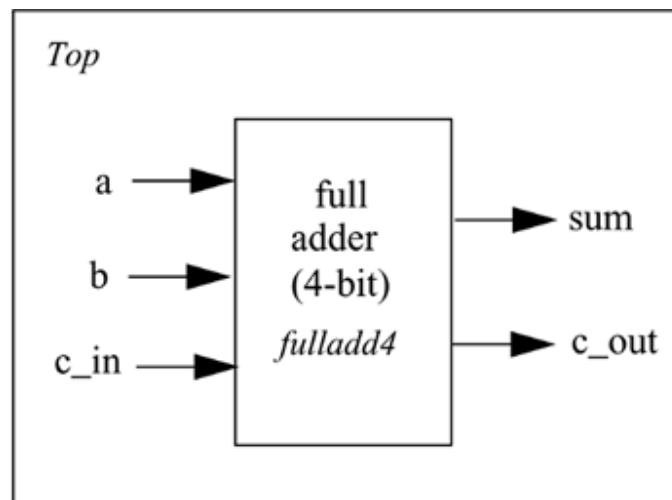 Top
a
b
c_in
full
adder
(4-bit)
fulladd4
sum
c_out